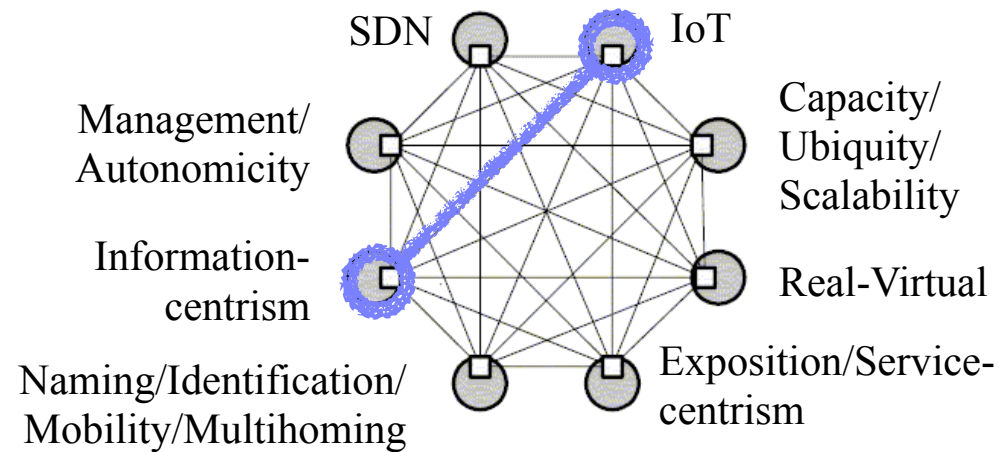 SDN
IoT
Management/
Autonomicity
Capacity/
Ubiquity/
Scalability
Information-
centrism
Real-Virtual
Naming/Identification/
Mobility/Multihoming
Exposition/Service-
centrism